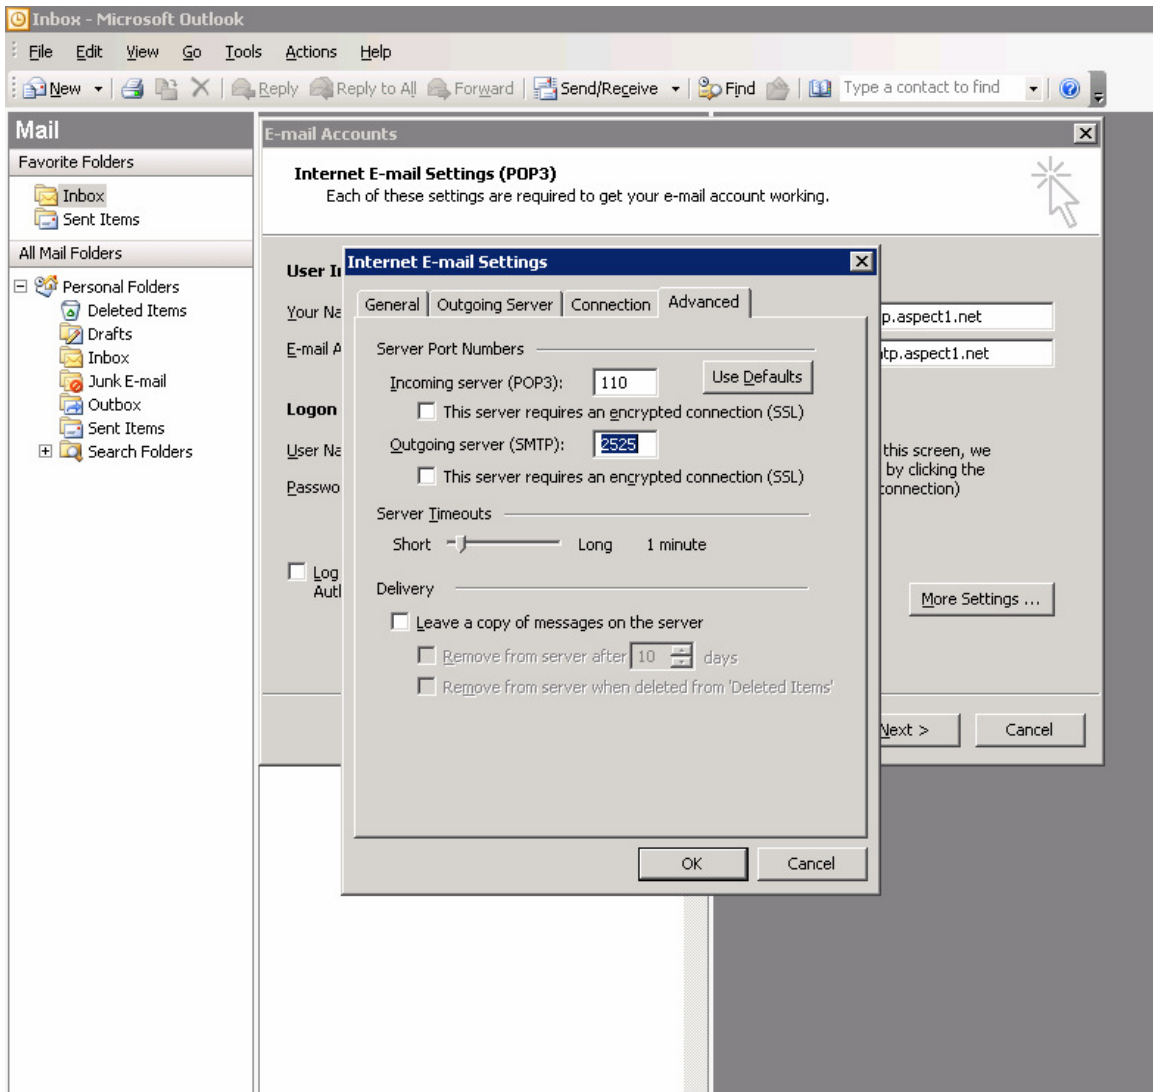 Inbox - Microsoft Outlook
File Edit View Go Tools Actions Help
New Reply Reply to All Forward Send/Receive Find Type a contact to find
Mail
Favorite Folders
Inbox
Sent Items
All Mail Folders
Personal Folders
Deleted Items
Drafts
Inbox
Junk E-mail
Outbox
Sent Items
Search Folders
E-mail Accounts
Internet E-mail Settings (POP3)
Each of these settings are required to get your e-mail account working.
User
Your
E-mail
Logon
User
Log
p.aspect1.net
tp.aspect1.net
this screen, we
by clicking the
connection)
More Settings ...
Next > Cancel
Internet E-mail Settings
General Outgoing Server Connection Advanced
Server Port Numbers
Incoming server (POP3): 110 Use Defaults
This server requires an encrypted connection (SSL)
Outgoing server (SMTP): 2525
This server requires an encrypted connection (SSL)
Server Timeouts
Short Long 1 minute
Delivery
Leave a copy of messages on the server
Remove from server after 10 days
Remove from server when deleted from 'Deleted Items'
OK Cancel